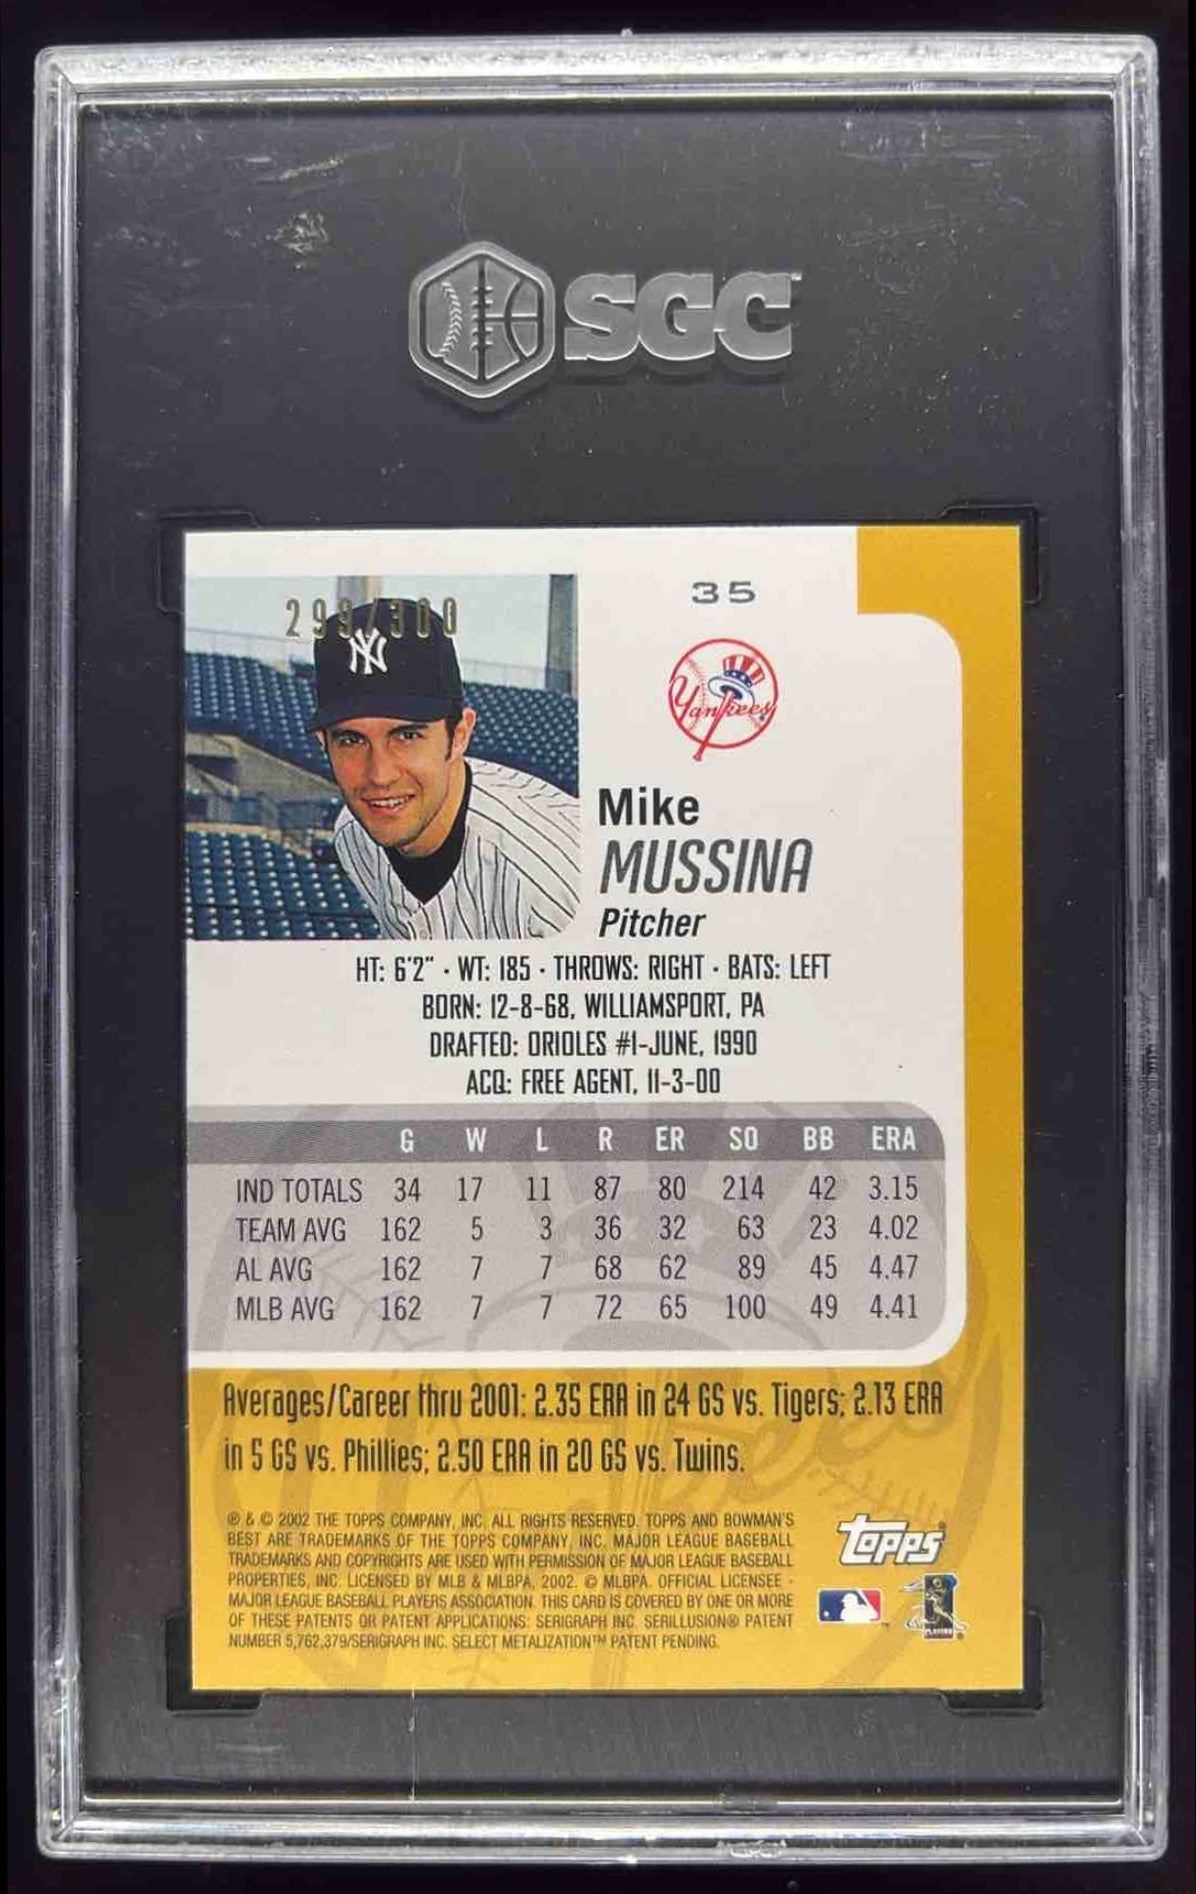 SGC
299/300
35
NY
Yankees
Mike
MUSSINA
Pitcher
HT: 6'2" · WT: 185 · THROWS: RIGHT · BATS: LEFT
BORN: 12-8-68, WILLIAMSPORT, PA
DRAFTED: ORIOLES #1-JUNE, 1990
ACQ: FREE AGENT, 11-3-00
G W L R ER SO BB ERA
IND TOTALS 34 17 11 87 80 214 42 3.15
TEAM AVG 162 5 3 36 32 63 23 4.02
AL AVG 162 7 7 68 62 89 45 4.47
MLB AVG 162 7 7 72 65 100 49 4.41
Averages/Career thru 2001: 2.35 ERA in 24 GS vs. Tigers; 2.13 ERA
in 5 GS vs. Phillies; 2.50 ERA in 20 GS vs. Twins.
® & © 2002 THE TOPPS COMPANY, INC. ALL RIGHTS RESERVED. TOPPS AND BOWMAN'S
BEST ARE TRADEMARKS OF THE TOPPS COMPANY, INC. MAJOR LEAGUE BASEBALL
TRADEMARKS AND COPYRIGHTS ARE USED WITH PERMISSION OF MAJOR LEAGUE BASEBALL
PROPERTIES, INC. LICENSED BY MLB & MLBPA, 2002. © MLBPA. OFFICIAL LICENSEE -
MAJOR LEAGUE BASEBALL PLAYERS ASSOCIATION. THIS CARD IS COVERED BY ONE OR MORE
OF THESE PATENTS OR PATENT APPLICATIONS: SERIGRAPH INC. SERILLUSION® PATENT
NUMBER 5,762,379/SERIGRAPH INC. SELECT METALIZATION™ PATENT PENDING.
Topps
PLAYERS